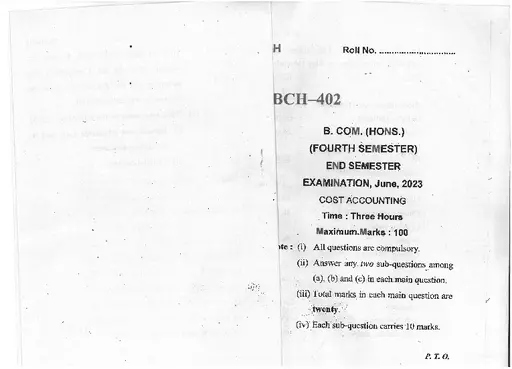 H
Roll No. ..............................
BCH–402
B. COM. (HONS.)
(FOURTH SEMESTER)
END SEMESTER
EXAMINATION, June, 2023
COST ACCOUNTING
Time : Three Hours
Maximum Marks : 100
te : (i) All questions are compulsory.
(ii) Answer any two sub-questions among
(a), (b) and (c) in each main question.
(iii) Total marks in each main question are
twenty.
(iv) Each sub-question carries 10 marks.
P. T. O.